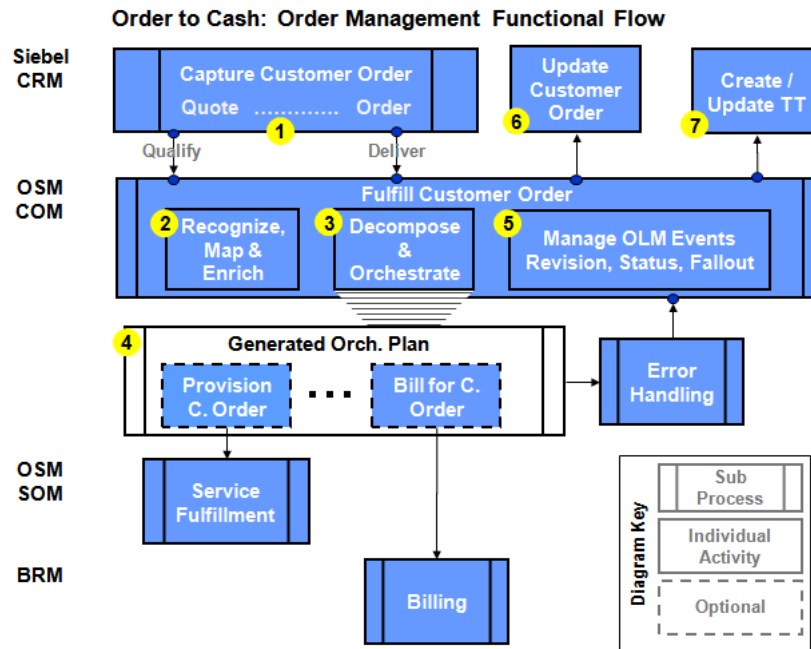 Order to Cash: Order Management Functional Flow
Siebel
CRM
Capture Customer Order
Quote ............. Order
1
Update
Customer
Order
6
Create /
Update TT
7
Qualify
Deliver
OSM
COM
Fulfill Customer Order
2
Recognize,
Map &
Enrich
3
Decompose
&
Orchestrate
5
Manage OLM Events
Revision, Status, Fallout
4
Generated Orch. Plan
Provision
C. Order
...
Bill for C.
Order
Error
Handling
OSM
SOM
Service
Fulfillment
BRM
Billing
Diagram Key
Sub
Process
Individual
Activity
Optional